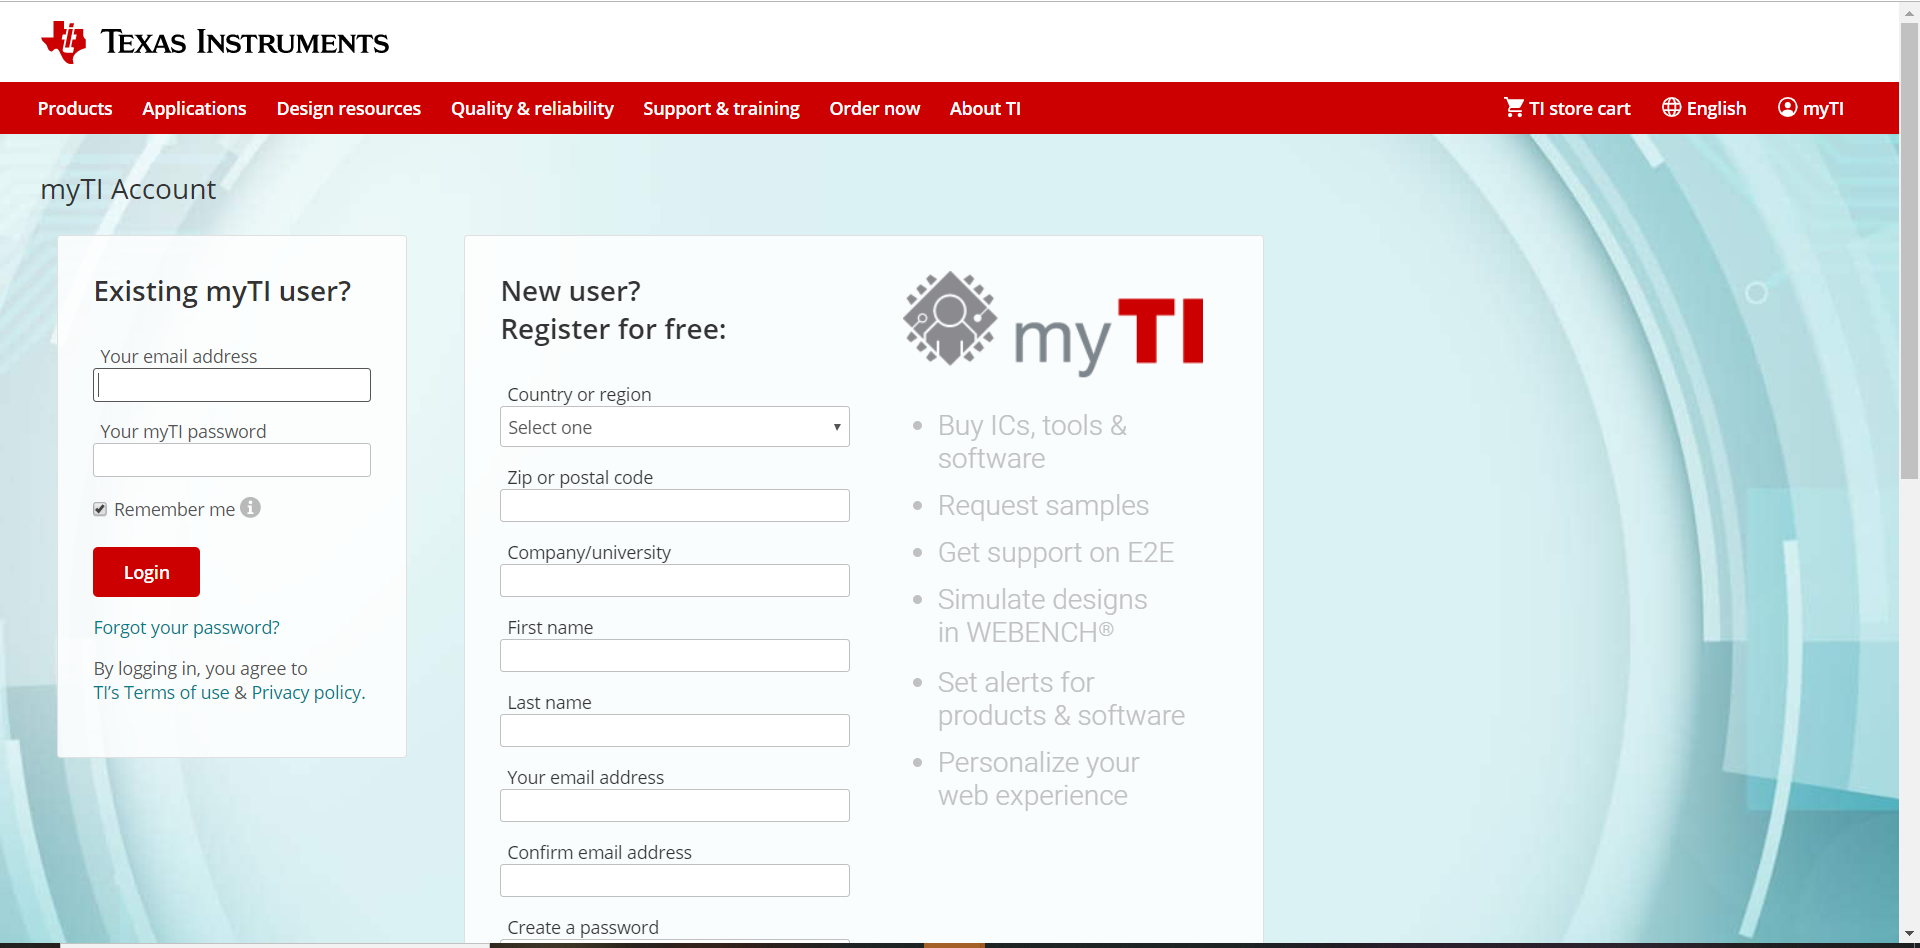 TEXAS INSTRUMENTS
Products Applications Design resources Quality & reliability Support & training Order now About TI TI store cart English myTI
myTI Account
Existing myTI user?
Your email address
Your myTI password
Remember me
Login
Forgot your password?
By logging in, you agree to
TI's Terms of use & Privacy policy.
New user?
Register for free:
Country or region
Select one
Zip or postal code
Company/university
First name
Last name
Your email address
Confirm email address
Create a password
my TI
• Buy ICs, tools &
software
• Request samples
• Get support on E2E
• Simulate designs
in WEBENCH®
• Set alerts for
products & software
• Personalize your
web experience